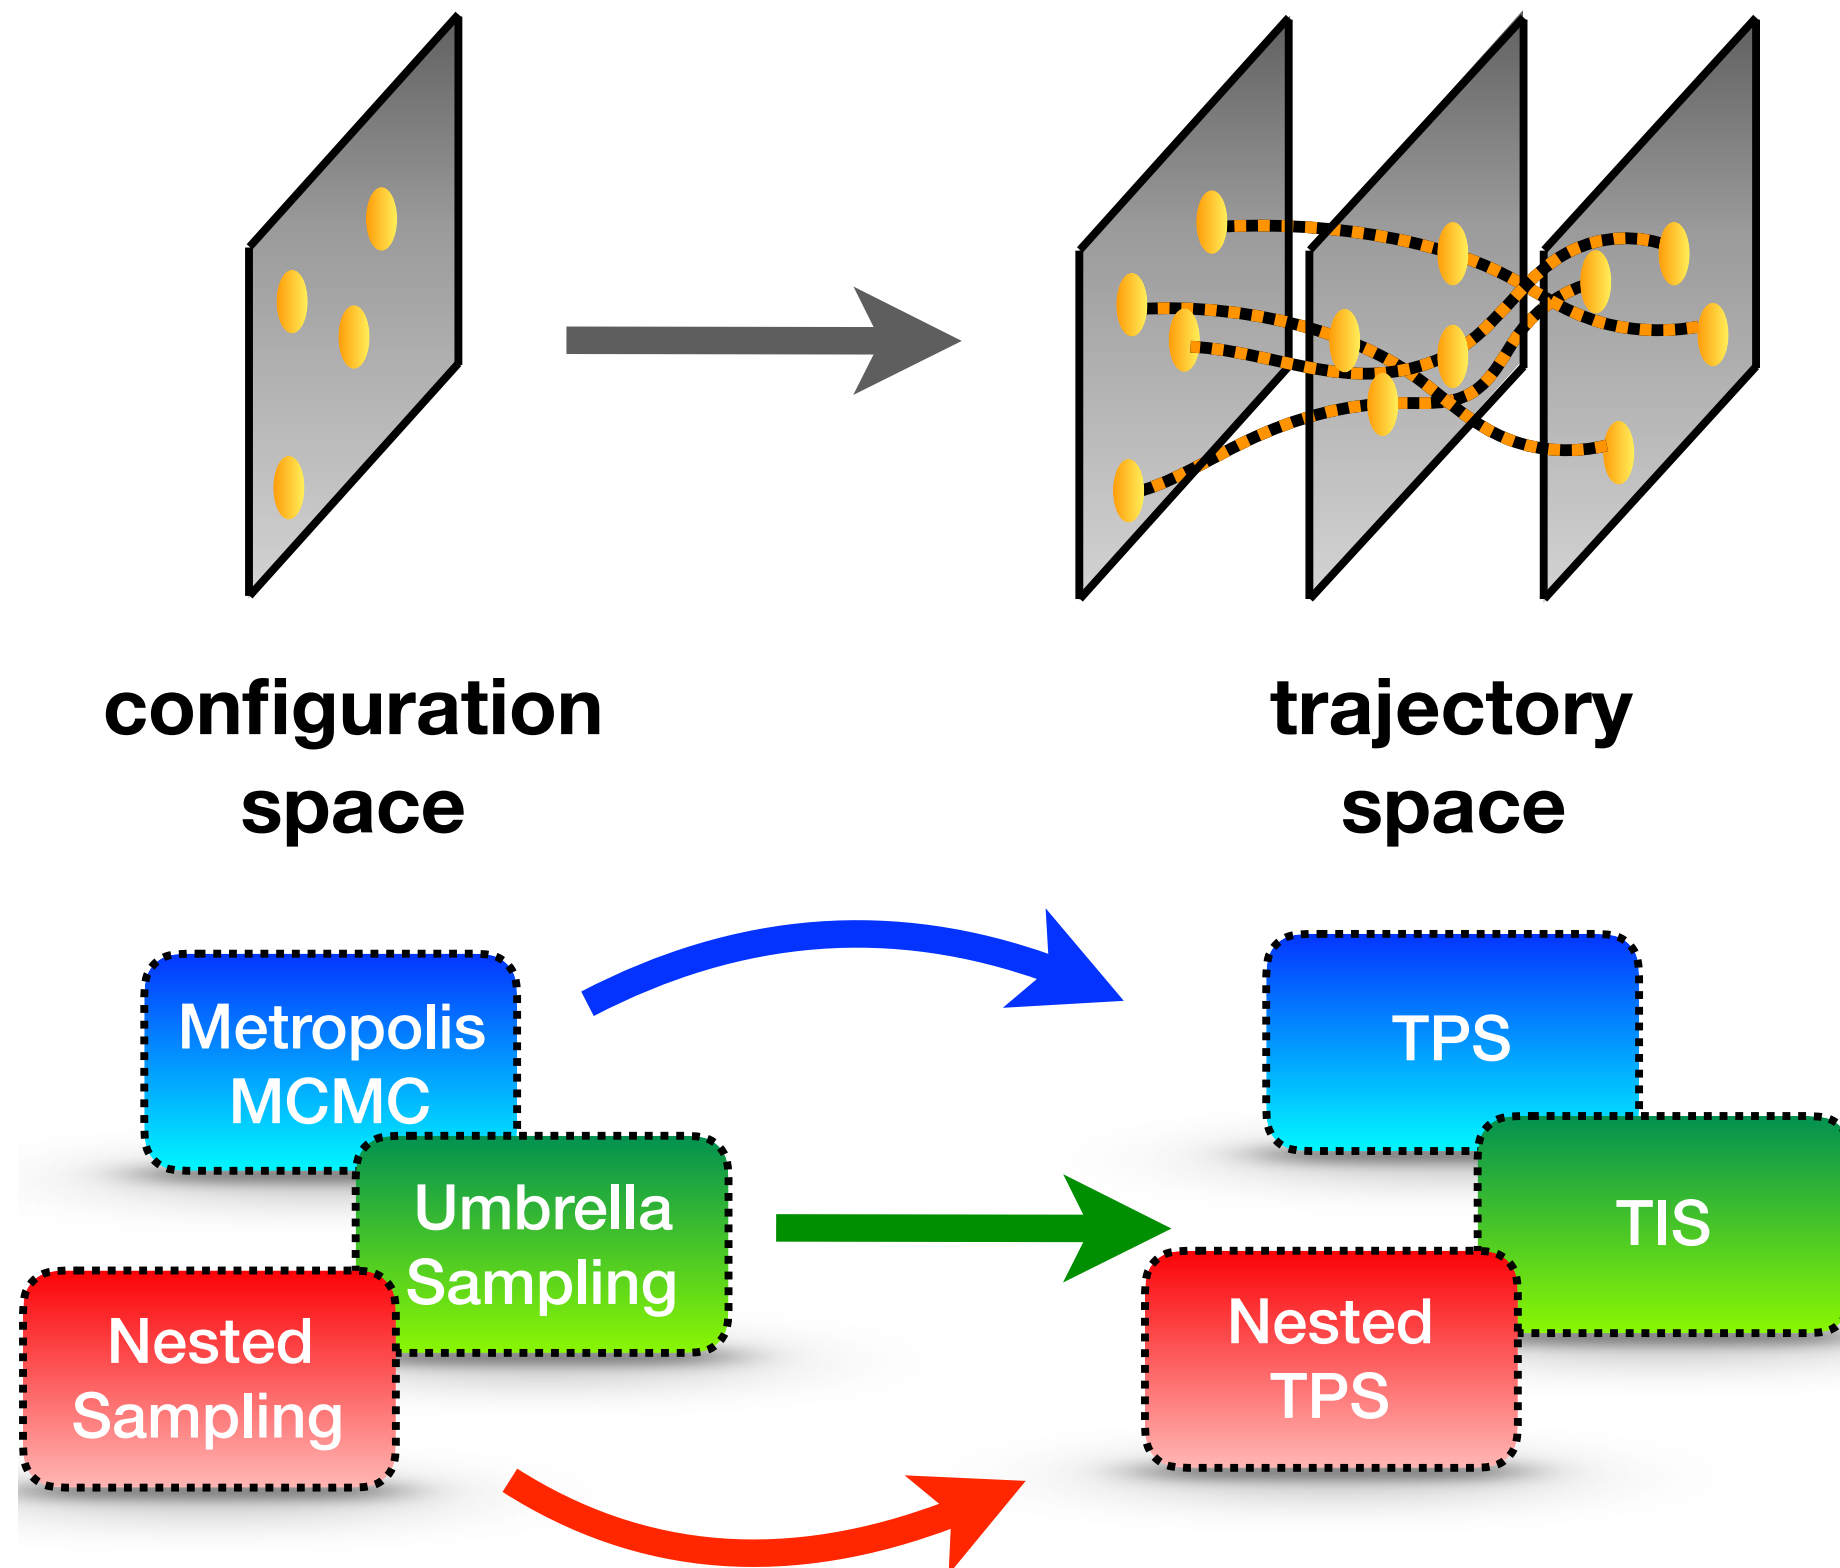 configuration
space
trajectory
space
Metropolis
MCMC
Umbrella
Sampling
Nested
Sampling
TPS
TIS
Nested
TPS